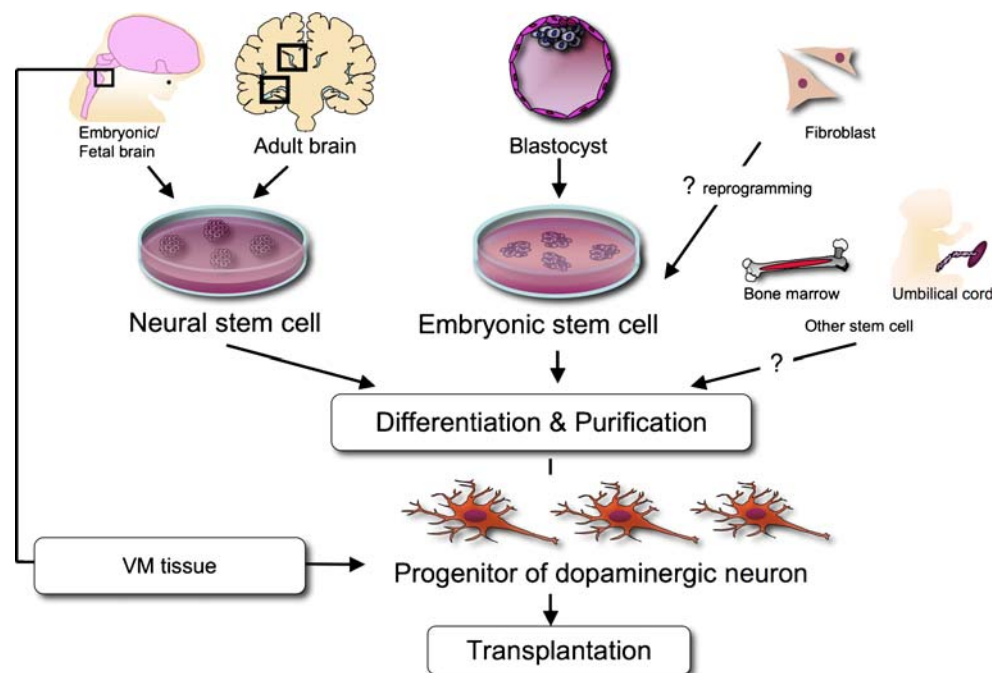 Embryonic/
Fetal brain
Adult brain
Blastocyst
Fibroblast
? reprogramming
Bone marrow
Umbilical cord
Other stem cell
Neural stem cell
Embryonic stem cell
?
Differentiation & Purification
VM tissue
Progenitor of dopaminergic neuron
Transplantation